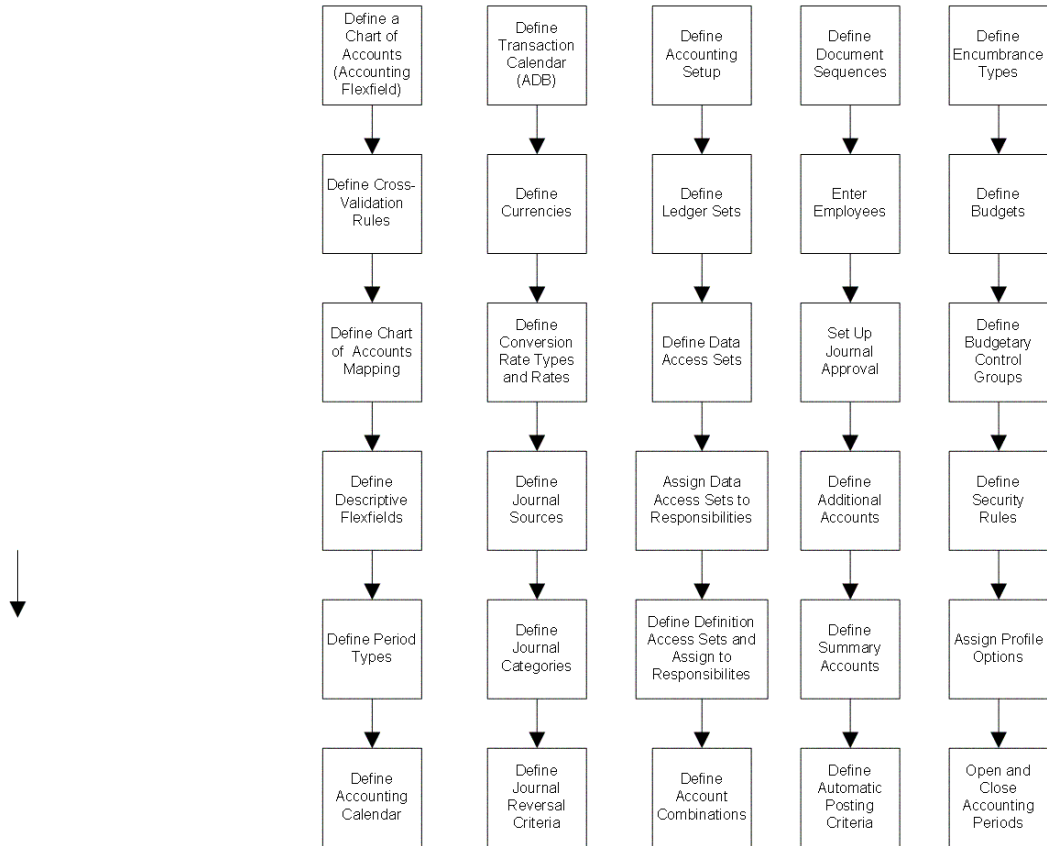 Define a
Chart of
Accounts
(Accounting
Flexfield)
Define Cross-
Validation
Rules
Define Chart
of Accounts
Mapping
Define
Descriptive
Flexfields
Define Period
Types
Define
Accounting
Calendar
Define
Transaction
Calendar
(ADB)
Define
Currencies
Define
Conversion
Rate Types
and Rates
Define
Journal
Sources
Define
Journal
Categories
Define
Journal
Reversal
Criteria
Define
Accounting
Setup
Define
Ledger Sets
Define Data
Access Sets
Assign Data
Access Sets to
Responsibilities
Define Definition
Access Sets and
Assign to
Responsibilites
Define
Account
Combinations
Define
Document
Sequences
Enter
Employees
Set Up
Journal
Approval
Define
Additional
Accounts
Define
Summary
Accounts
Define
Automatic
Posting
Criteria
Define
Encumbrance
Types
Define
Budgets
Define
Budgetary
Control
Groups
Define
Security
Rules
Assign Profile
Options
Open and
Close
Accounting
Periods